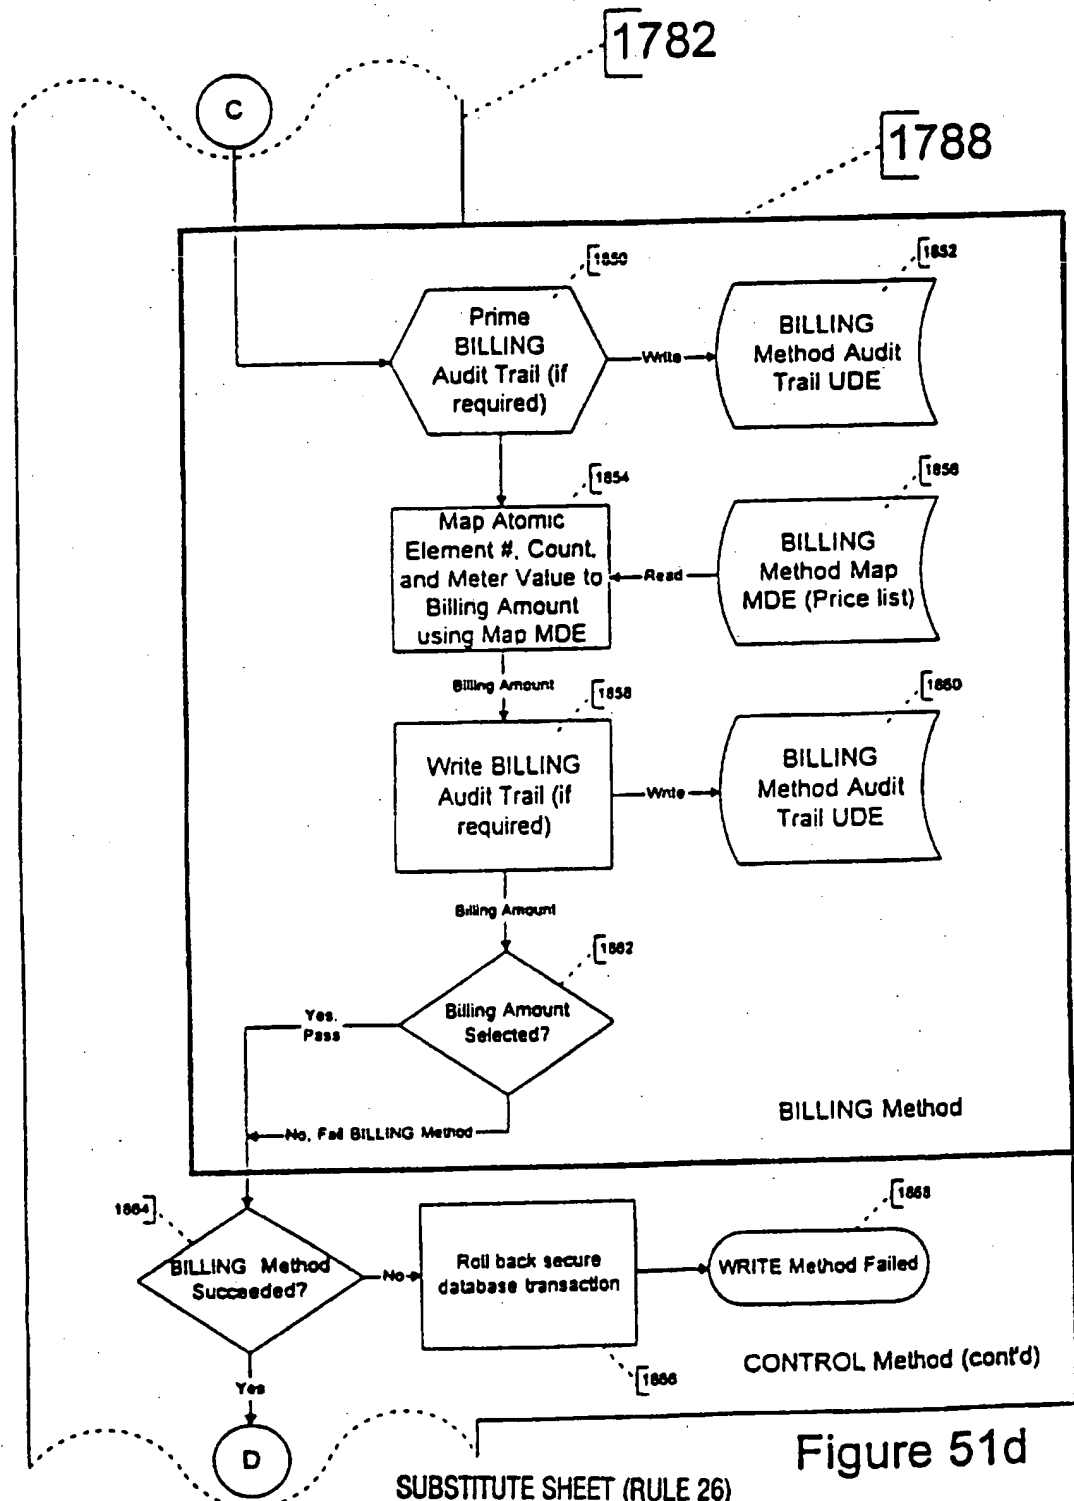 1782
C
1788
1850
1852
Prime
BILLING
Audit Trail (if
required)
Write
BILLING
Method Audit
Trail UDE
1854
1856
Map Atomic
Element #, Count,
and Meter Value to
Billing Amount
using Map MDE
Read
BILLING
Method Map
MDE (Price list)
Billing Amount
1858
1860
Write BILLING
Audit Trail (if
required)
Write
BILLING
Method Audit
Trail UDE
Billing Amount
1862
Billing Amount
Selected?
Yes,
Pass
No, Fail BILLING Method
BILLING Method
1864
BILLING Method
Succeeded?
No
Roll back secure
database transaction
1868
WRITE Method Failed
1866
CONTROL Method (cont'd)
Yes
D
Figure 51d
SUBSTITUTE SHEET (RULE 26)